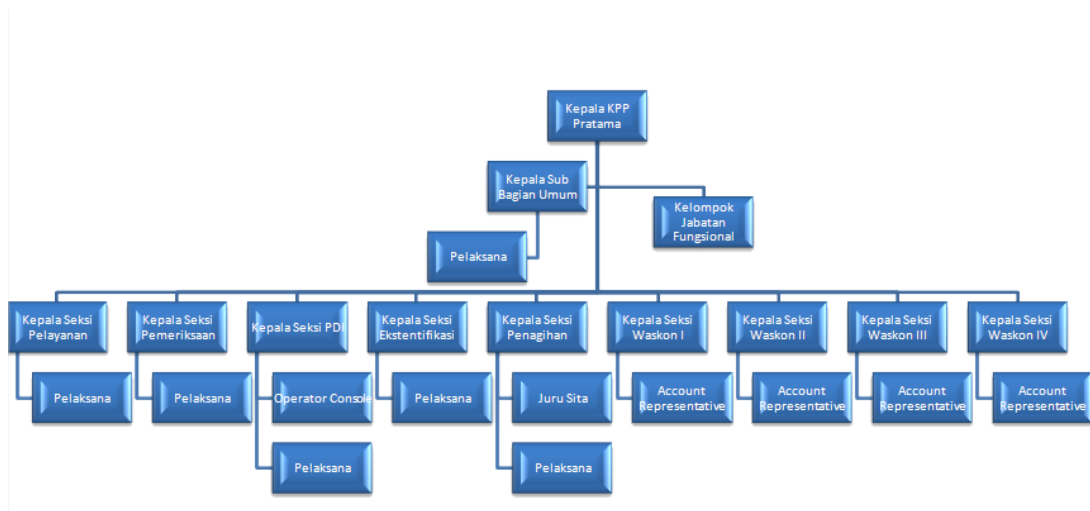 Kepala KPP
Pratama
Kepala Sub
Bagian Umum
Kelompok
Jabatan
Fungsional
Pelaksana
Kepala Seksi
Pelayanan
Kepala Seksi
Pemeriksaan
Kepala Seksi PDI
Kepala Seksi
Ekstentifikasi
Kepala Seksi
Penagihan
Kepala Seksi
Waskon I
Kepala Seksi
Waskon II
Kepala Seksi
Waskon III
Kepala Seksi
Waskon IV
Pelaksana
Pelaksana
Operator Console
Pelaksana
Juru Sita
Account
Representative
Account
Representative
Account
Representative
Account
Representative
Pelaksana
Pelaksana